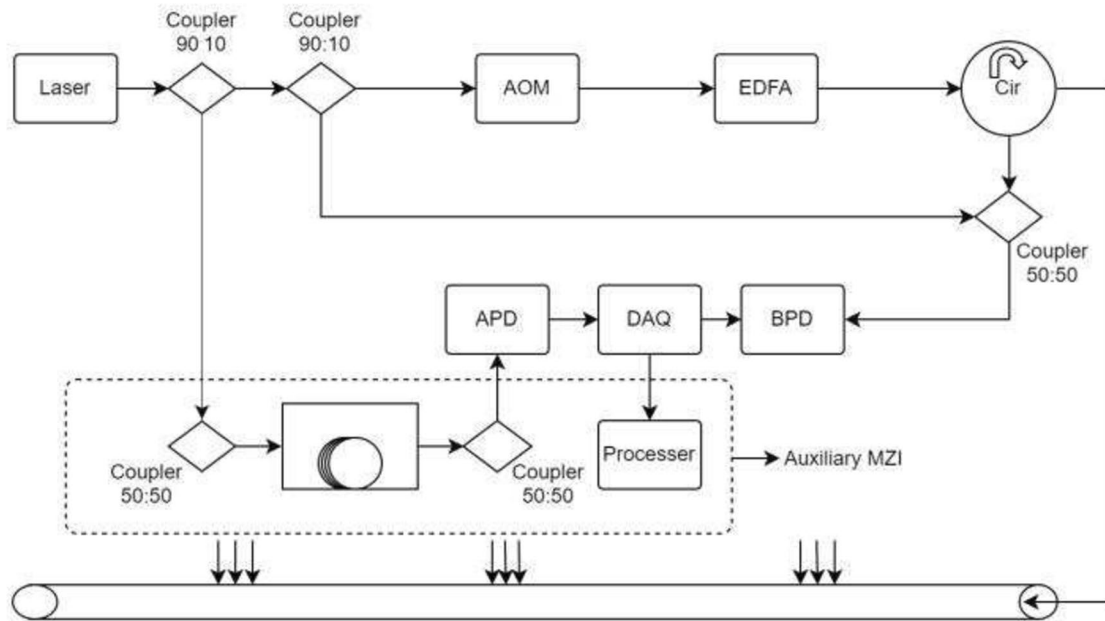 Coupler
90 10
Coupler
90:10
Laser
AOM
EDFA
Cir
Coupler
50:50
APD
DAQ
BPD
Coupler
50:50
Coupler
50:50
Processer
Auxiliary MZI